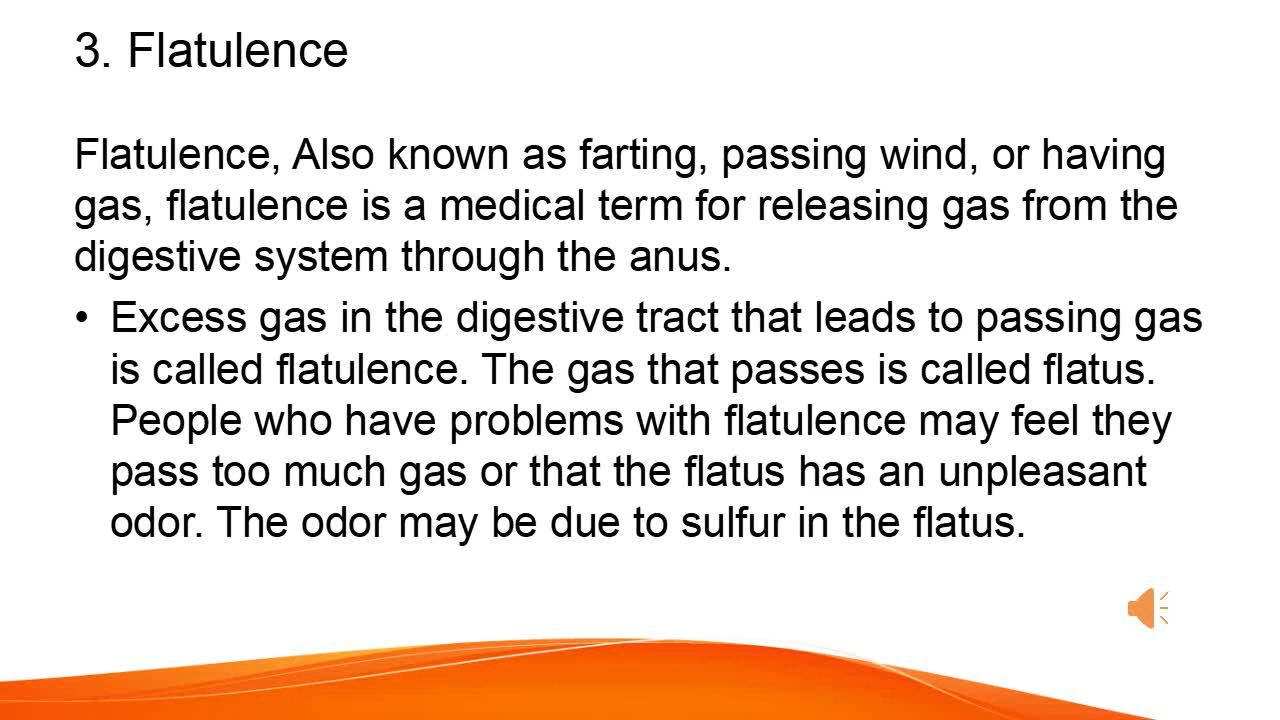 3. Flatulence
Flatulence, Also known as farting, passing wind, or having
gas, flatulence is a medical term for releasing gas from the
digestive system through the anus.
• Excess gas in the digestive tract that leads to passing gas
is called flatulence. The gas that passes is called flatus.
People who have problems with flatulence may feel they
pass too much gas or that the flatus has an unpleasant
odor. The odor may be due to sulfur in the flatus.